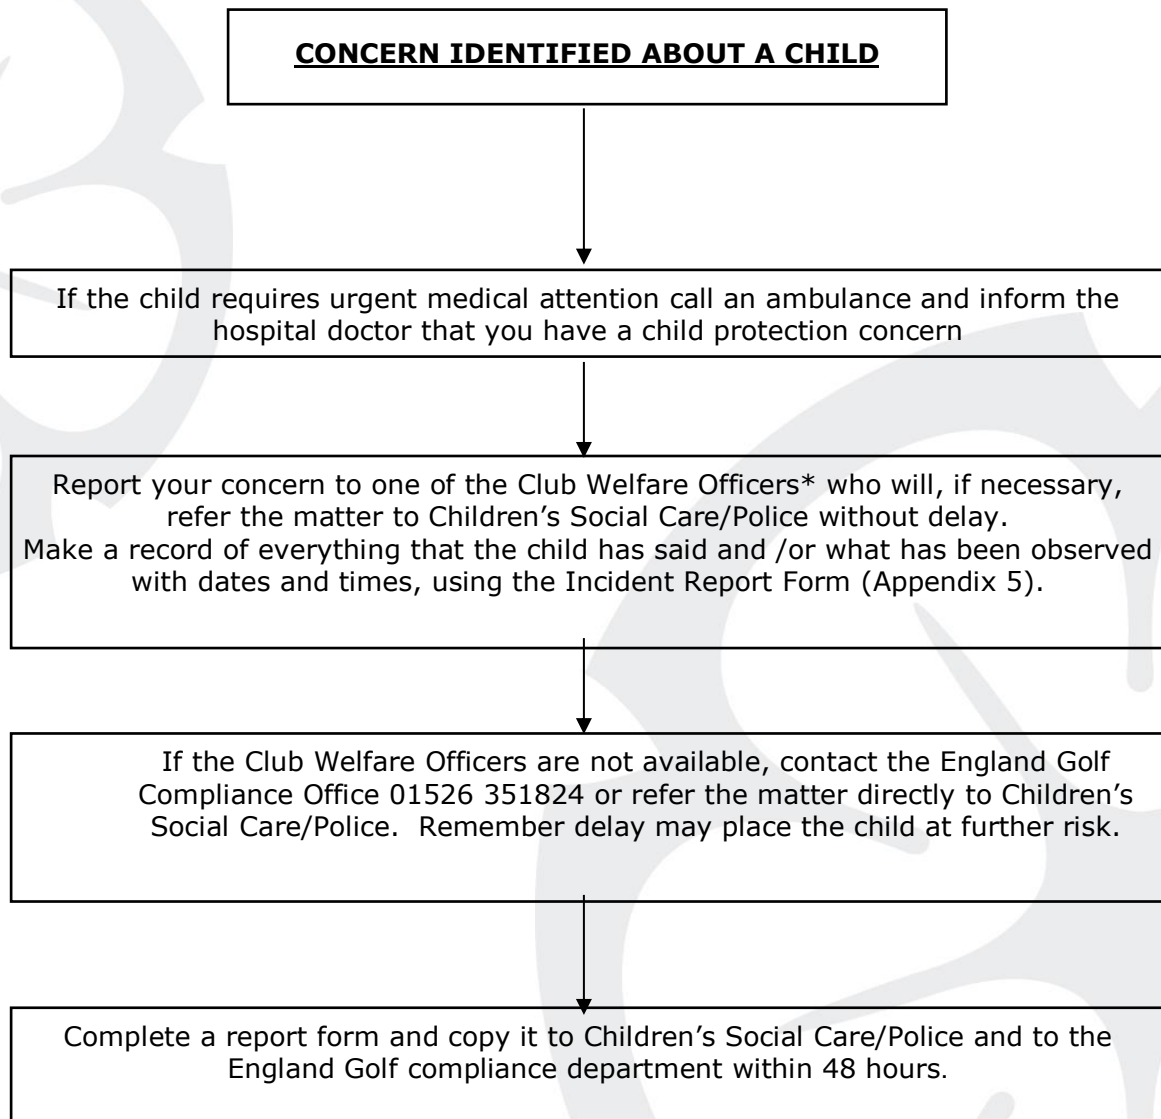 CONCERN IDENTIFIED ABOUT A CHILD
If the child requires urgent medical attention call an ambulance and inform the
hospital doctor that you have a child protection concern
Report your concern to one of the Club Welfare Officers* who will, if necessary,
refer the matter to Children’s Social Care/Police without delay.
Make a record of everything that the child has said and /or what has been observed
with dates and times, using the Incident Report Form (Appendix 5).
If the Club Welfare Officers are not available, contact the England Golf
Compliance Office 01526 351824 or refer the matter directly to Children’s
Social Care/Police.  Remember delay may place the child at further risk.
Complete a report form and copy it to Children’s Social Care/Police and to the
England Golf compliance department within 48 hours.